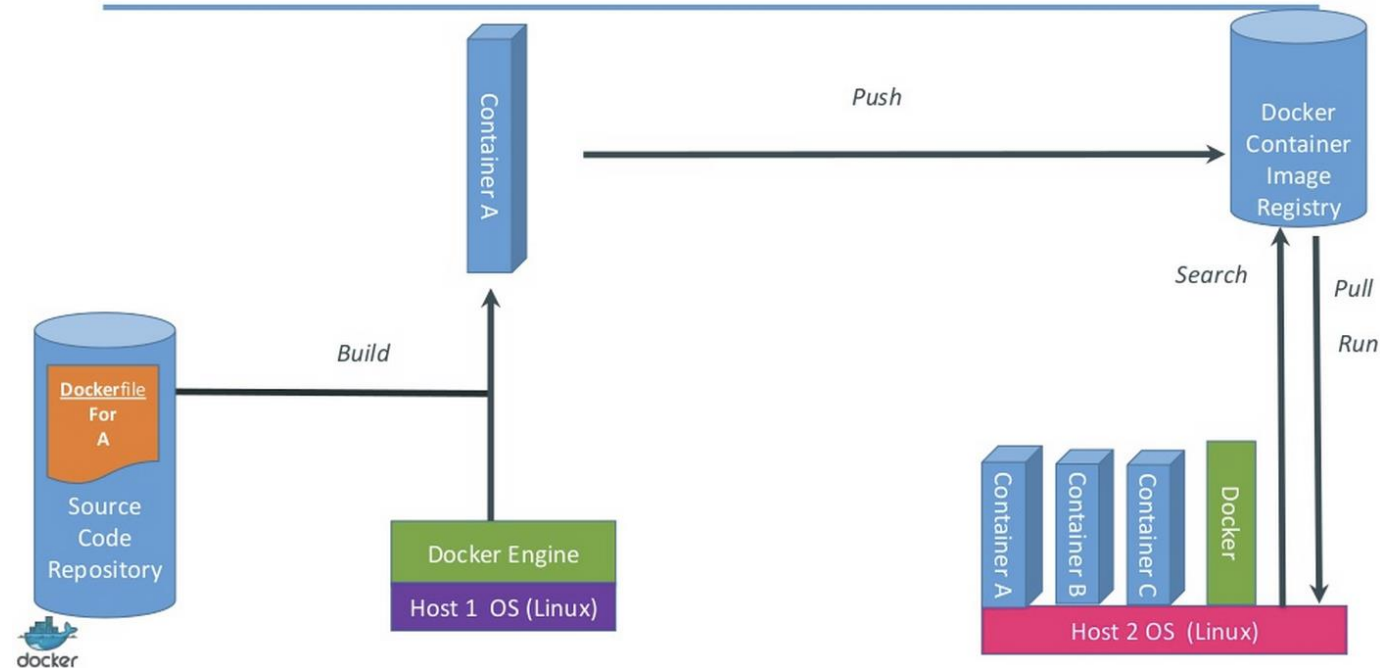 Container A
Push
Docker
Container
Image
Registry
Search
Pull
Run
Build
Dockerfile
For
A
Source
Code
Repository
Docker Engine
Host 1 OS (Linux)
Container A
Container B
Container C
Docker
Host 2 OS (Linux)
docker